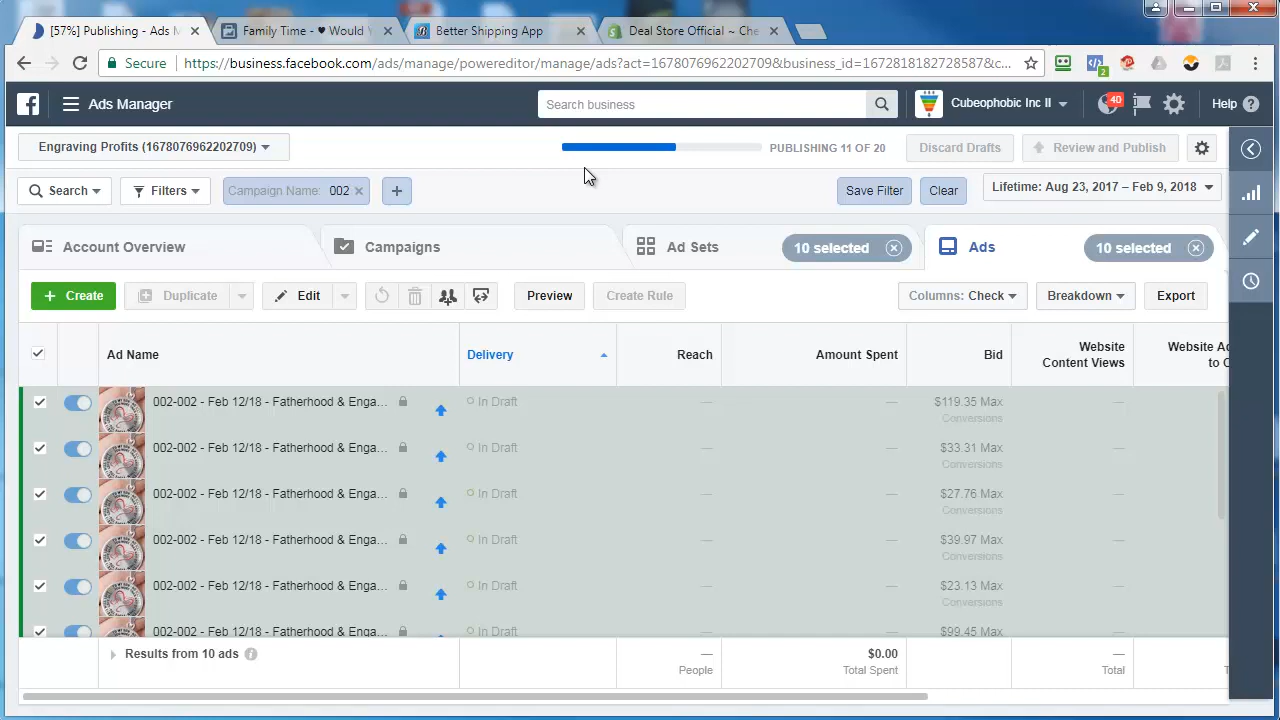 [57%] Publishing - Ads M
Family Time - ♥ Would
Better Shipping App
Deal Store Official ~ Che
Secure
https://business.facebook.com/ads/manage/powereditor/manage/ads?act=1678076962202709&business_id=1672818182728587&c...
2
Ads Manager
Search business
Cubeophobic Inc II
40
Help
Engraving Profits (1678076962202709)
PUBLISHING 11 OF 20
Discard Drafts
Review and Publish
Search
Filters
Campaign Name: 002
Save Filter
Clear
Lifetime: Aug 23, 2017 – Feb 9, 2018
Account Overview
Campaigns
Ad Sets
10 selected
Ads
10 selected
+ Create
Duplicate
Edit
Preview
Create Rule
Columns: Check
Breakdown
Export
Ad Name
Delivery
Reach
Amount Spent
Bid
Website
Content Views
Website Ad
to C
002-002 - Feb 12/18 - Fatherhood & Enga...
In Draft
—
—
$119.35 Max
Conversions
—
002-002 - Feb 12/18 - Fatherhood & Enga...
In Draft
—
—
$33.31 Max
Conversions
—
002-002 - Feb 12/18 - Fatherhood & Enga...
In Draft
—
—
$27.76 Max
Conversions
—
002-002 - Feb 12/18 - Fatherhood & Enga...
In Draft
—
—
$39.97 Max
Conversions
—
002-002 - Feb 12/18 - Fatherhood & Enga...
In Draft
—
—
$23.13 Max
Conversions
—
002-002 - Feb 12/18 - Fatherhood & Enga...
In Draft
—
—
$99.45 Max
—
Results from 10 ads
—
People
$0.00
Total Spent
—
Total